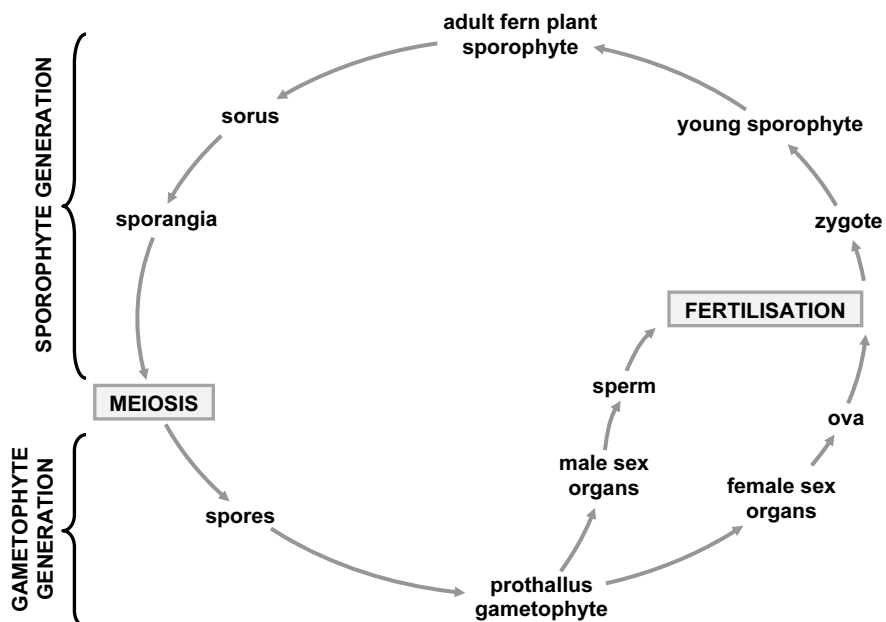 adult fern plant
sporophyte
sorus
young sporophyte
sporangia
zygote
FERTILISATION
SPOROPHYTE GENERATION
MEIOSIS
sperm
ova
male sex
organs
female sex
organs
spores
prothallus
gametophyte
GAMETOPHYTE
GENERATION